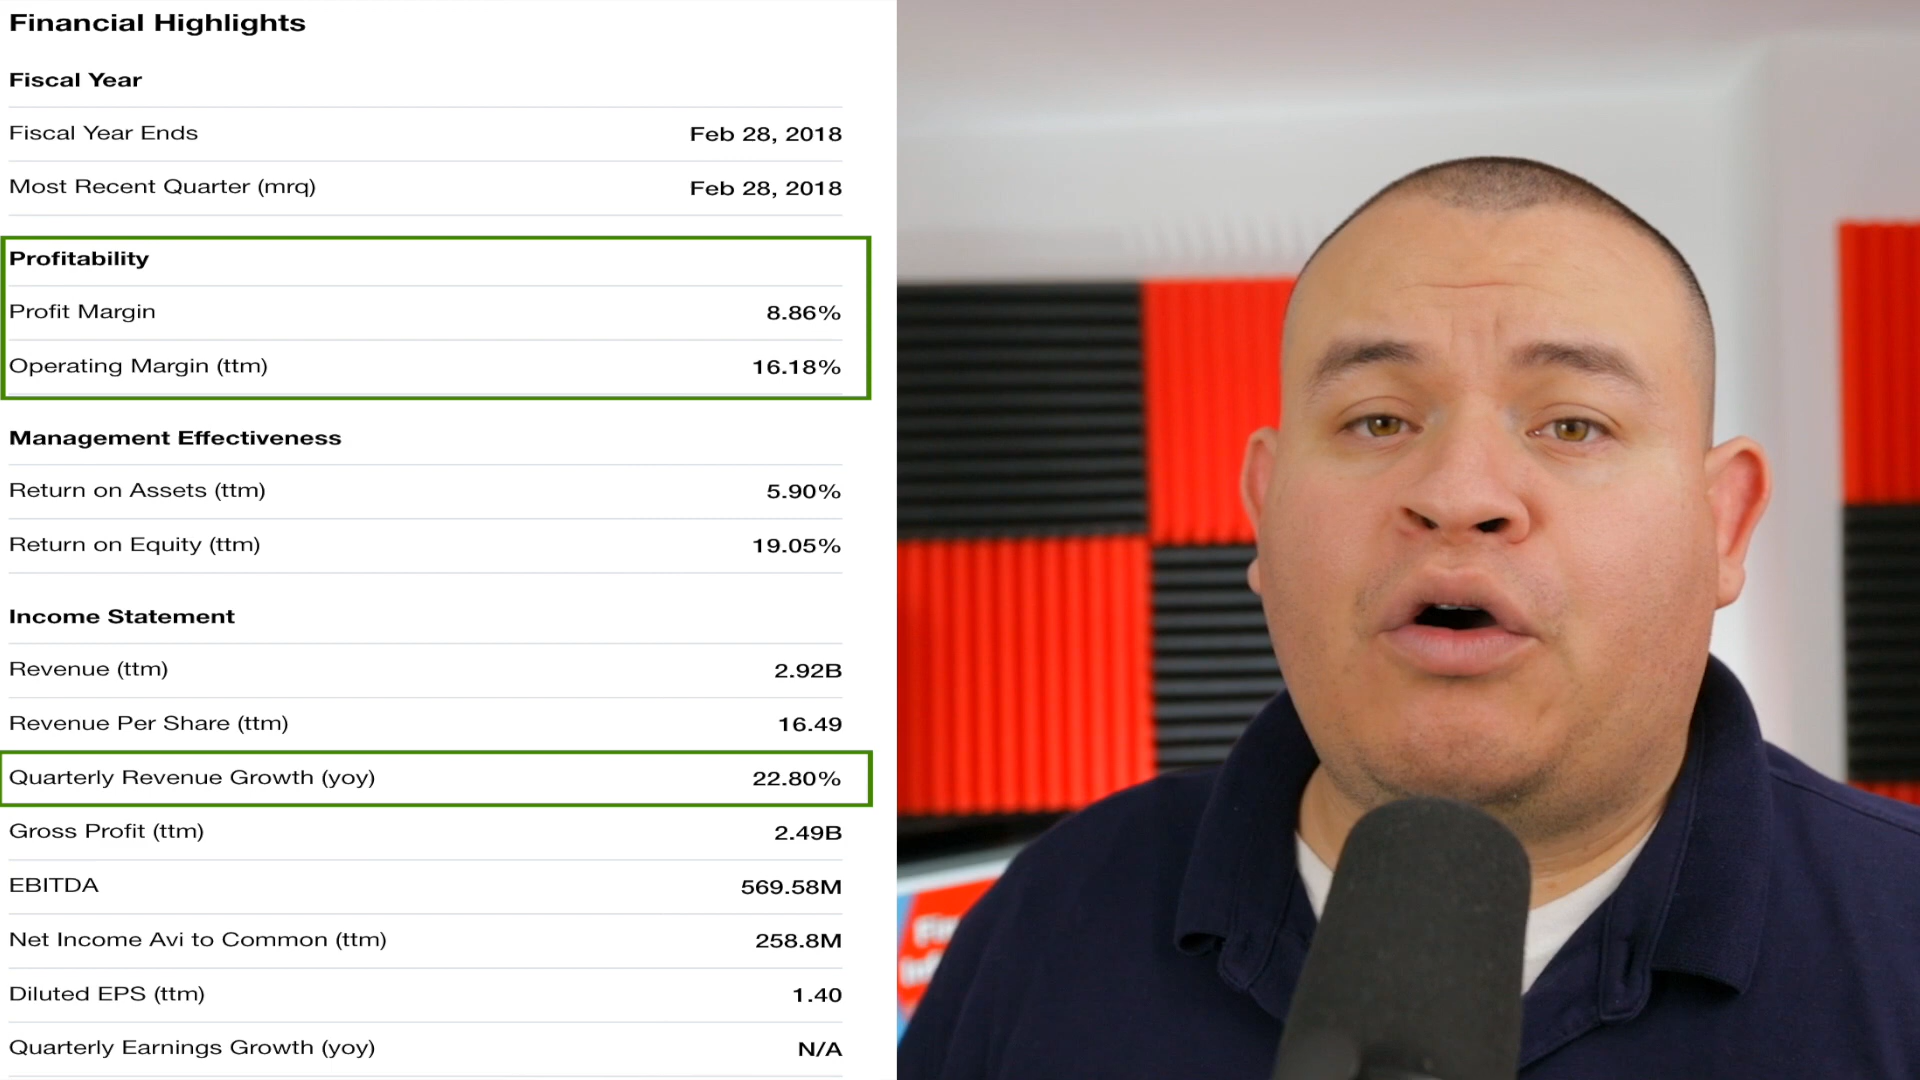 Financial Highlights
Fiscal Year
Fiscal Year Ends Feb 28, 2018
Most Recent Quarter (mrq) Feb 28, 2018
Profitability
Profit Margin 8.86%
Operating Margin (ttm) 16.18%
Management Effectiveness
Return on Assets (ttm) 5.90%
Return on Equity (ttm) 19.05%
Income Statement
Revenue (ttm) 2.92B
Revenue Per Share (ttm) 16.49
Quarterly Revenue Growth (yoy) 22.80%
Gross Profit (ttm) 2.49B
EBITDA 569.58M
Net Income Avi to Common (ttm) 258.8M
Diluted EPS (ttm) 1.40
Quarterly Earnings Growth (yoy) N/A